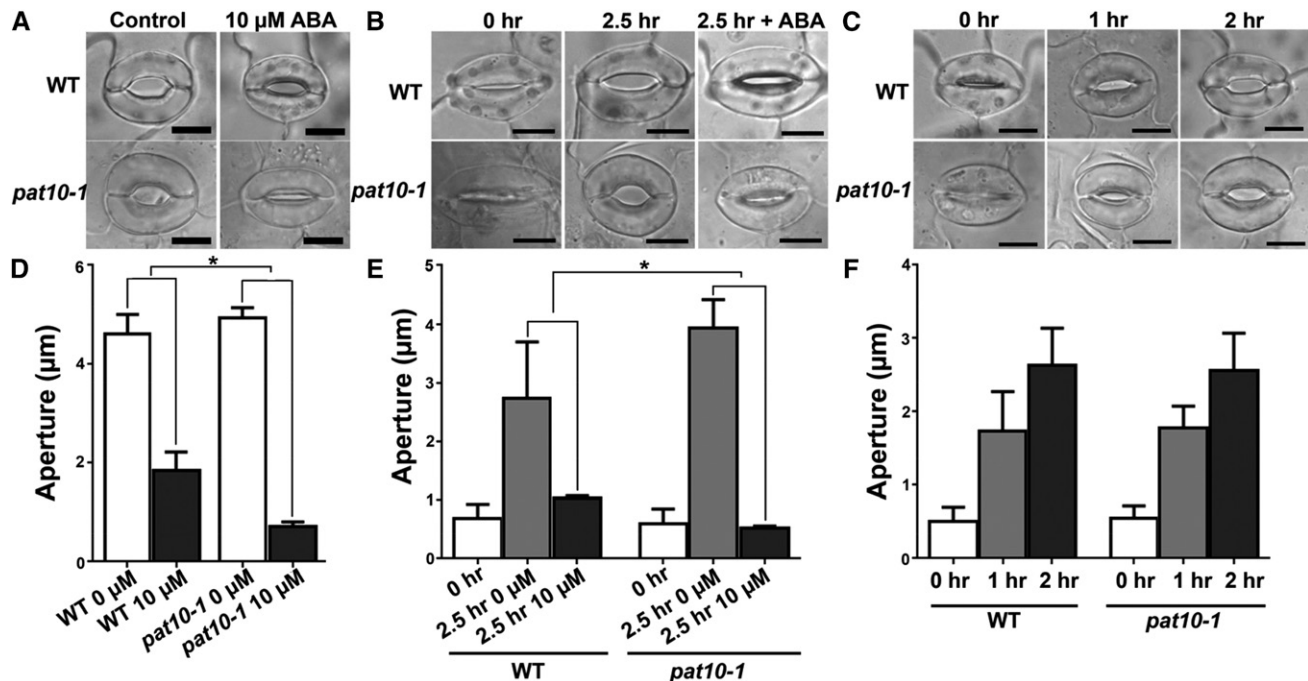 A Control 10 µM ABA
WT
pat10-1
B 0 hr 2.5 hr 2.5 hr + ABA
WT
pat10-1
C 0 hr 1 hr 2 hr
WT
pat10-1
D
*
6
4
2
0
Aperture (µm)
WT 0 µM
WT 10 µM
pat10-1 0 µM
pat10-1 10 µM
E
*
5
4
3
2
1
0
Aperture (µm)
0 hr
2.5 hr 0 µM
2.5 hr 10 µM
0 hr
2.5 hr 0 µM
2.5 hr 10 µM
WT pat10-1
F
4
3
2
1
0
Aperture (µm)
0 hr 1 hr 2 hr 0 hr 1 hr 2 hr
WT pat10-1